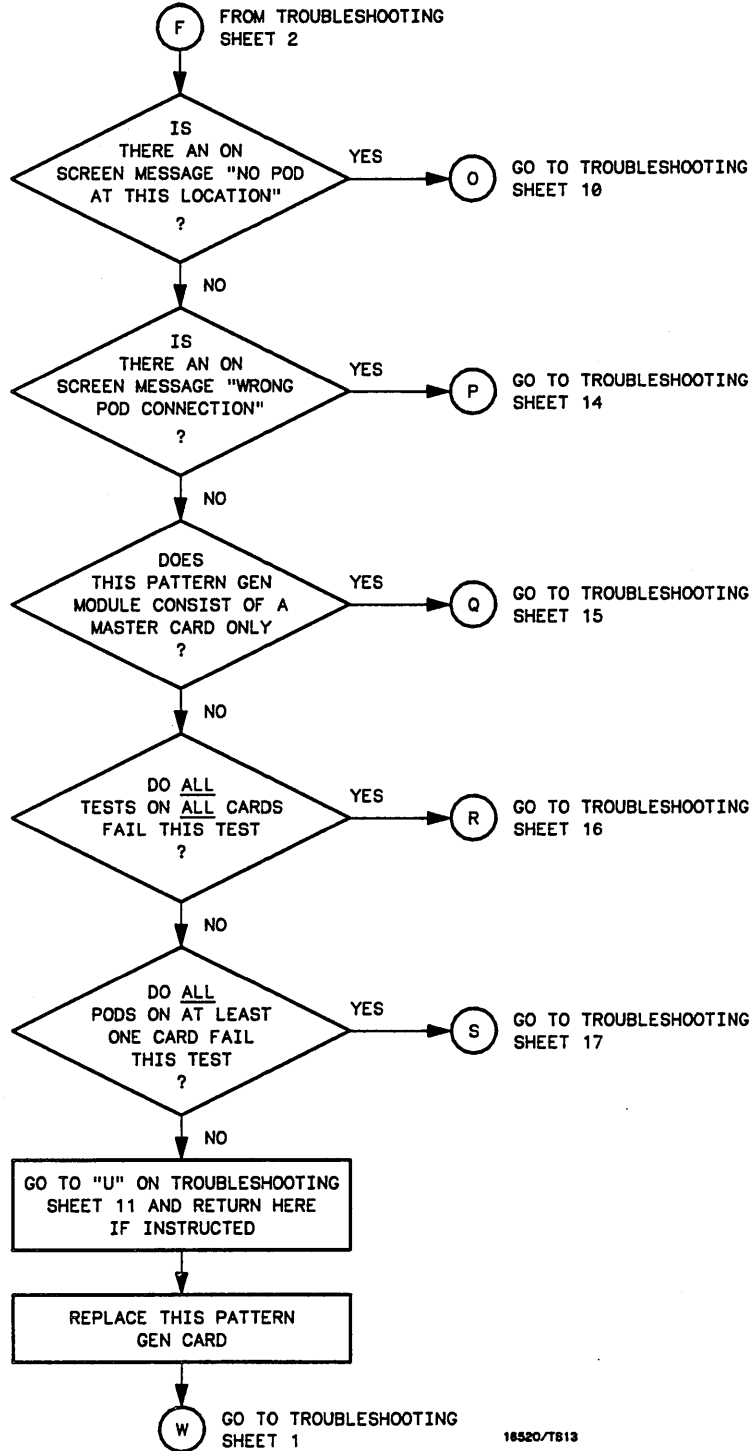 F
FROM TROUBLESHOOTING
SHEET 2
IS
THERE AN ON
SCREEN MESSAGE "NO POD
AT THIS LOCATION"
?
YES
O
GO TO TROUBLESHOOTING
SHEET 10
NO
IS
THERE AN ON
SCREEN MESSAGE "WRONG
POD CONNECTION"
?
YES
P
GO TO TROUBLESHOOTING
SHEET 14
NO
DOES
THIS PATTERN GEN
MODULE CONSIST OF A
MASTER CARD ONLY
?
YES
Q
GO TO TROUBLESHOOTING
SHEET 15
NO
DO ALL
TESTS ON ALL CARDS
FAIL THIS TEST
?
YES
R
GO TO TROUBLESHOOTING
SHEET 16
NO
DO ALL
PODS ON AT LEAST
ONE CARD FAIL
THIS TEST
?
YES
S
GO TO TROUBLESHOOTING
SHEET 17
NO
GO TO "U" ON TROUBLESHOOTING
SHEET 11 AND RETURN HERE
IF INSTRUCTED
REPLACE THIS PATTERN
GEN CARD
W
GO TO TROUBLESHOOTING
SHEET 1
16520/TS13